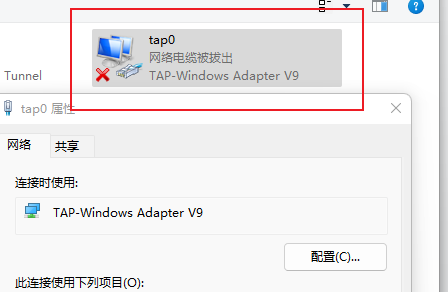 tap0
网络电缆被拔出
Tunnel
TAP-Windows Adapter V9
tap0 属性
网络
共享
连接时使用:
TAP-Windows Adapter V9
配置(C)...
此连接使用下列项目(O):